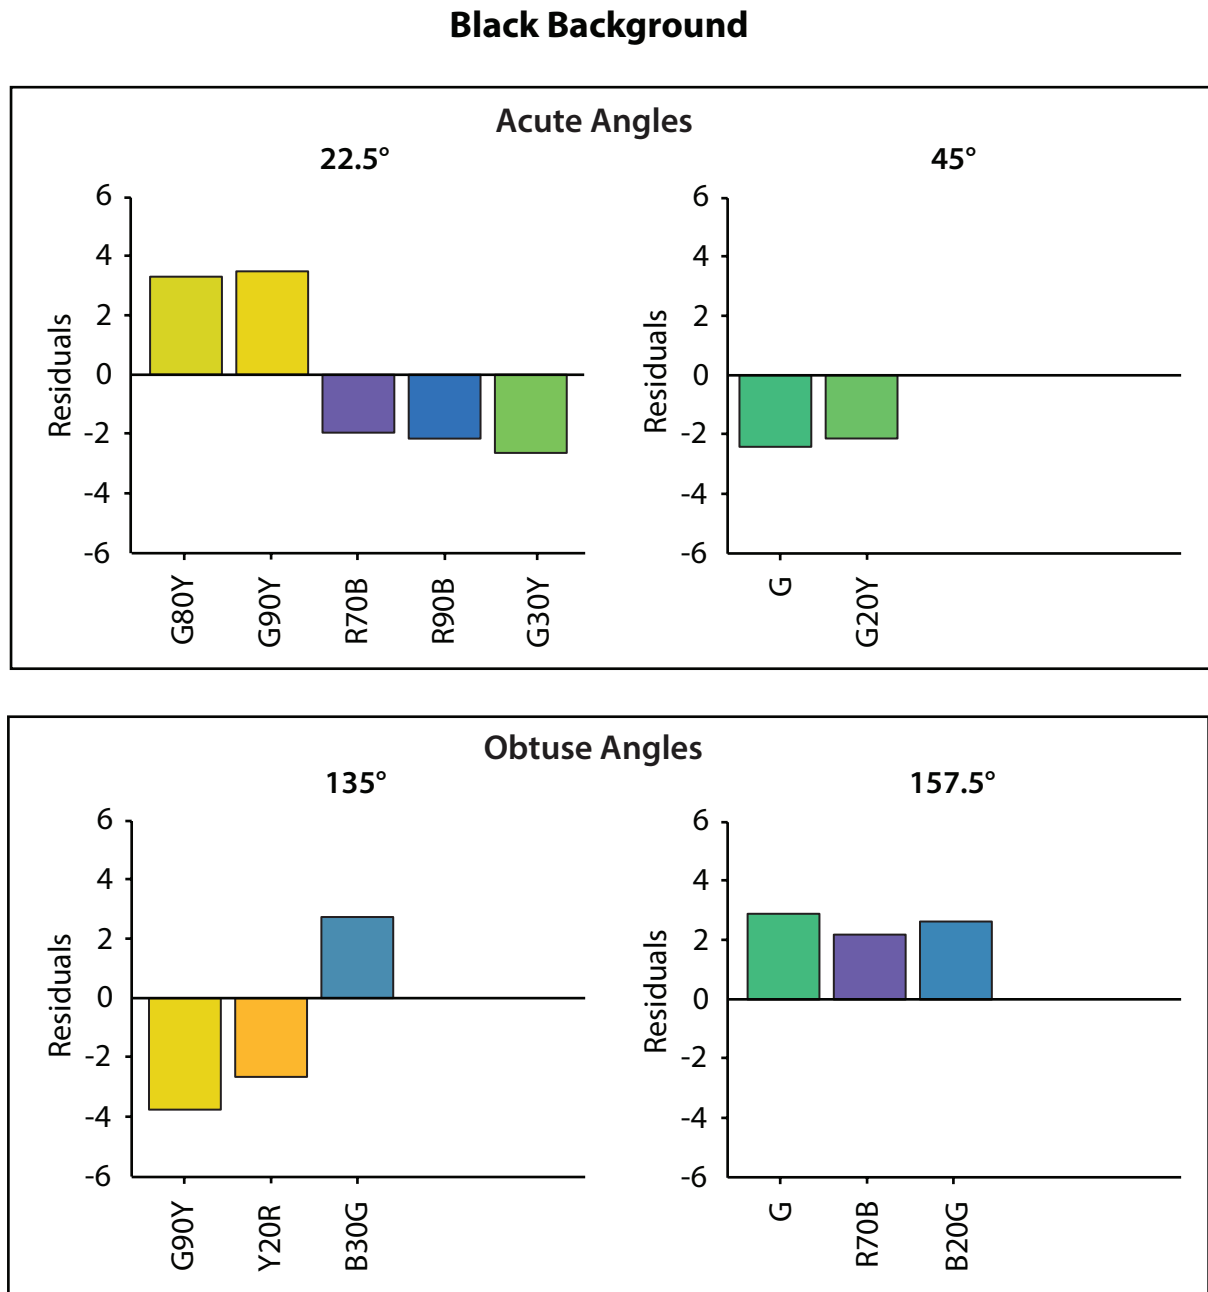 Black Background
Acute Angles
22.5°
6
4
2
0
-2
-4
-6
Residuals
G80Y
G90Y
R70B
R90B
G30Y
45°
6
4
2
0
-2
-4
-6
Residuals
G
G20Y
Obtuse Angles
135°
6
4
2
0
-2
-4
-6
Residuals
G90Y
Y20R
B30G
157.5°
6
4
2
0
-2
-4
-6
Residuals
G
R70B
B20G